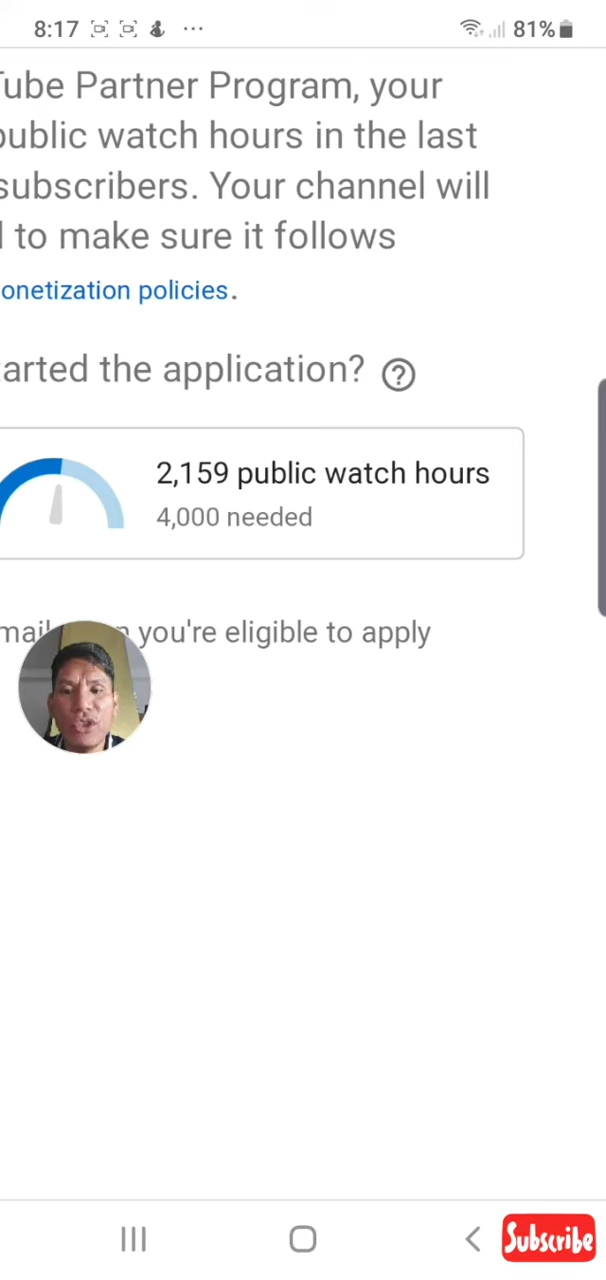 8:17 81%
Tube Partner Program, your
public watch hours in the last
subscribers. Your channel will
to make sure it follows
onetization policies.
arted the application?
2,159 public watch hours
4,000 needed
mail you're eligible to apply
Subscribe